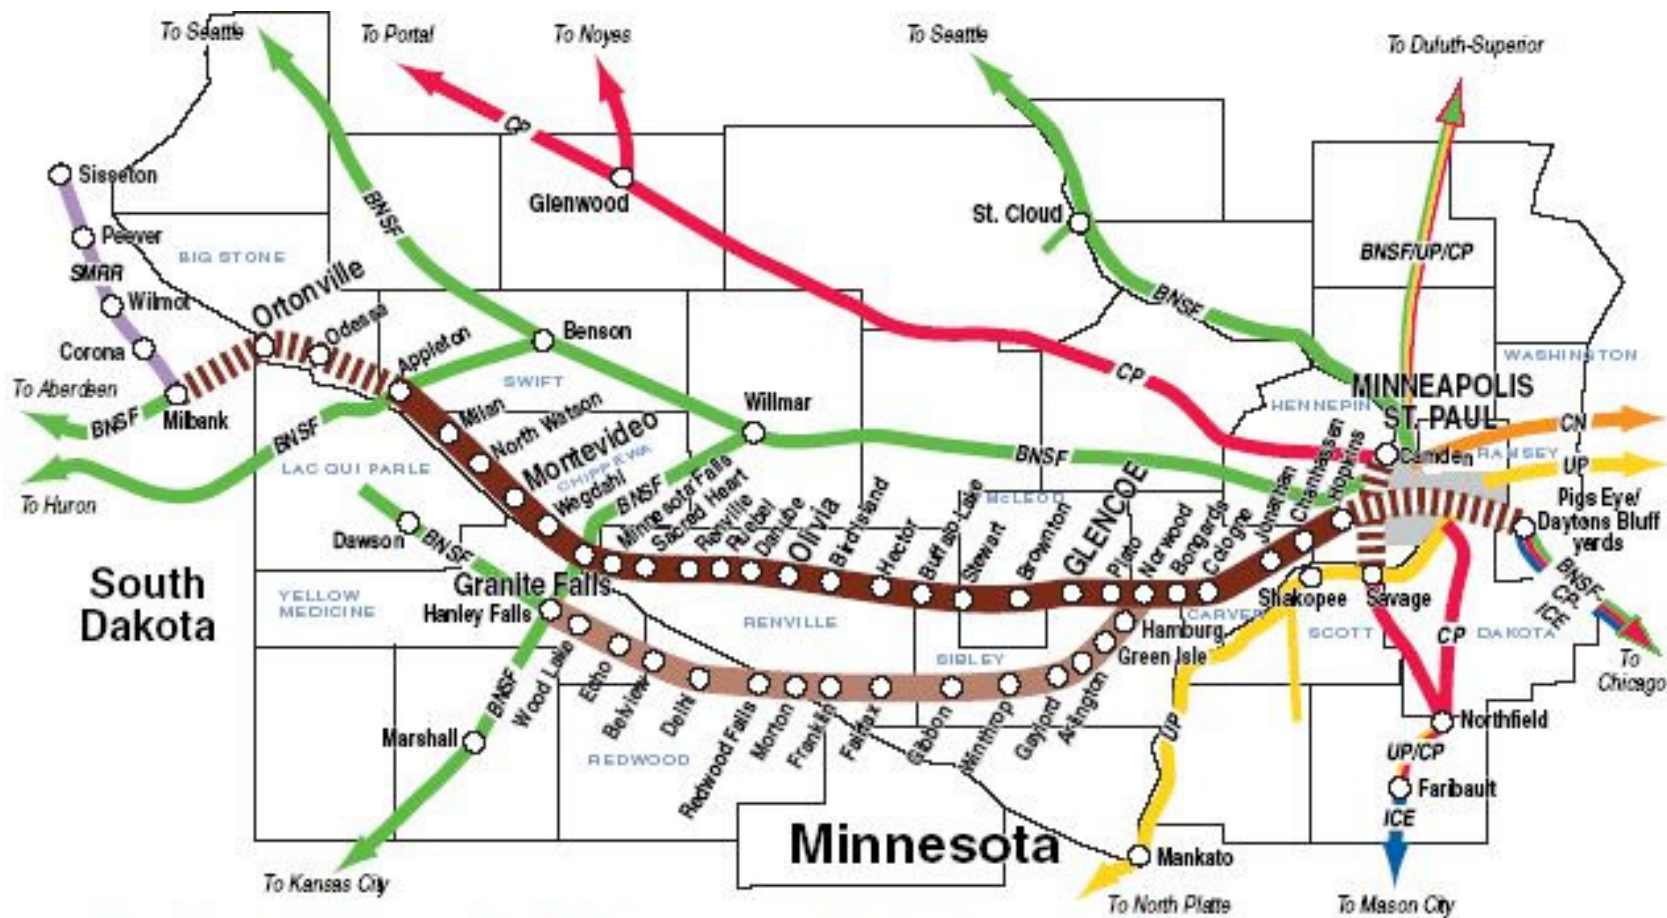 To Seattle
To Portal
To Noyes
To Seattle
To Duluth-Superior
CP
Sisseton
BNSF
Glenwood
St. Cloud
Peever
BIG STONE
BNSF/UP/CP
SMRR
Wilmot
Ortonville
BNSF
Odessa
Benson
Corona
Appleton
WASHINGTON
To Aberdeen
SWIFT
CP
MINNEAPOLIS
ST. PAUL
HENNEPIN
BNSF
Milbank
Milan
Willmar
CN
BNSF
North Watson
Montevideo
CHIPPEWA
BNSF
Camden
RAMSEY
UP
LAC QUI PARLE
Wegdahl
BNSF
To Huron
Minnesota Falls
Sacred Heart
Renville
Danube
Olivia
Bird Island
Hector
Buffalo Lake
Stewart
Brownton
McLEOD
GLENCOE
Plato
Norwood
Bongards
Cologne
Jonathan
Chanhassen
Hopkins
Pigs Eye/
Daytons Bluff
yards
Dawson
BNSF
BNSF
CP
ICE
South
Dakota
Granite Falls
YELLOW
MEDICINE
Hanley Falls
RENVILLE
CARVER
Shakopee
Savage
SCOTT
CP
DAKOTA
Hamburg
Green Isle
SIBLEY
To
Chicago
BNSF
Wood Lake
Echo
Belview
Delhi
Redwood Falls
Morton
Franklin
Fairfax
Gibbon
Winthrop
Gaylord
Arlington
UP
Northfield
Marshall
REDWOOD
UP/CP
Faribault
ICE
Minnesota
Mankato
To Kansas City
To North Platte
To Mason City